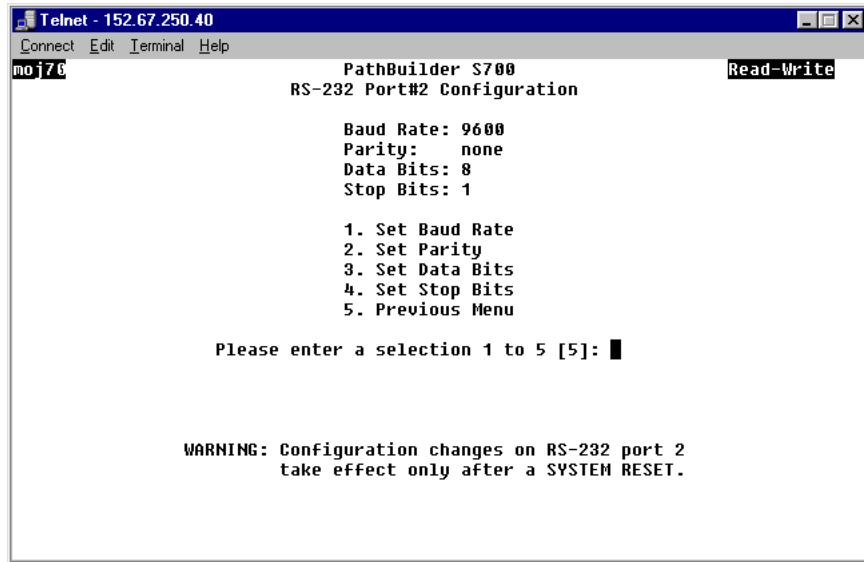 Telnet - 152.67.250.40
Connect Edit Terminal Help
moj70 PathBuilder S700 Read-Write
RS-232 Port#2 Configuration
Baud Rate: 9600
Parity: none
Data Bits: 8
Stop Bits: 1
1. Set Baud Rate
2. Set Parity
3. Set Data Bits
4. Set Stop Bits
5. Previous Menu
Please enter a selection 1 to 5 [5]:
WARNING: Configuration changes on RS-232 port 2
take effect only after a SYSTEM RESET.